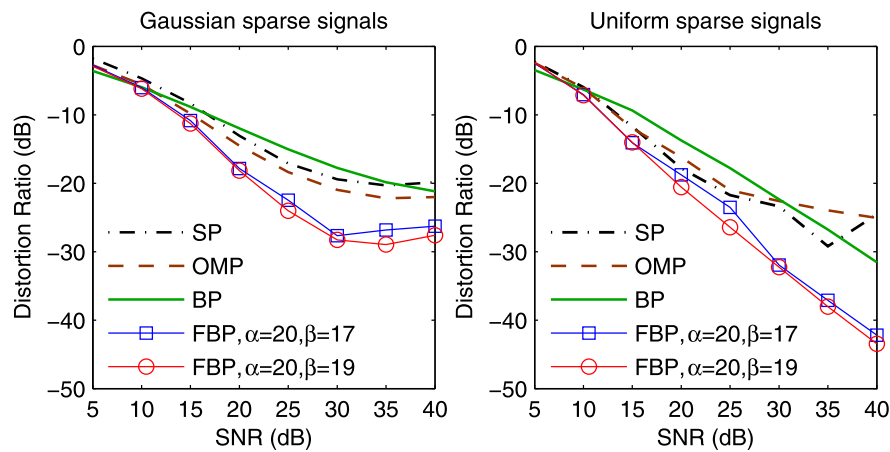 Gaussian sparse signals
0
−10
−20
−30
−40
−50
Distortion Ratio (dB)
SP
OMP
BP
FBP, α=20,β=17
FBP, α=20,β=19
5 10 15 20 25 30 35 40
SNR (dB)
Uniform sparse signals
0
−10
−20
−30
−40
−50
Distortion Ratio (dB)
SP
OMP
BP
FBP, α=20,β=17
FBP, α=20,β=19
5 10 15 20 25 30 35 40
SNR (dB)